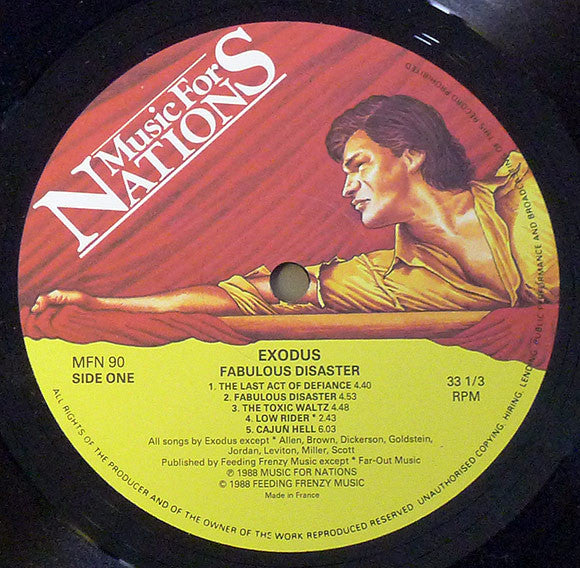 Music For
NATIONS
MFN 90
SIDE ONE
EXODUS
FABULOUS DISASTER
1. THE LAST ACT OF DEFIANCE 4.40
2. FABULOUS DISASTER 4.53
3. THE TOXIC WALTZ 4.48
4. LOW RIDER * 2.43
5. CAJUN HELL 6.03
33 1/3
RPM
All songs by Exodus except * Allen, Brown, Dickerson, Goldstein,
Jordan, Leviton, Miller, Scott
Published by Feeding Frenzy Music except * Far-Out Music
℗ 1988 MUSIC FOR NATIONS
© 1988 FEEDING FRENZY MUSIC
Made in France
ALL RIGHTS OF THE PRODUCER AND OF THE OWNER OF THE WORK REPRODUCED RESERVED UNAUTHORISED COPYING, HIRING, LENDING, PUBLIC PERFORMANCE AND BROADC OF THIS RECORD PROHIBITED